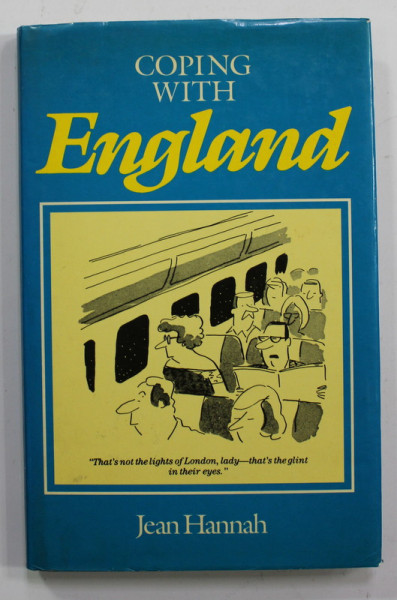 COPING
WITH
England
"That's not the lights of London, lady—that's the glint
in their eyes."
Jean Hannah